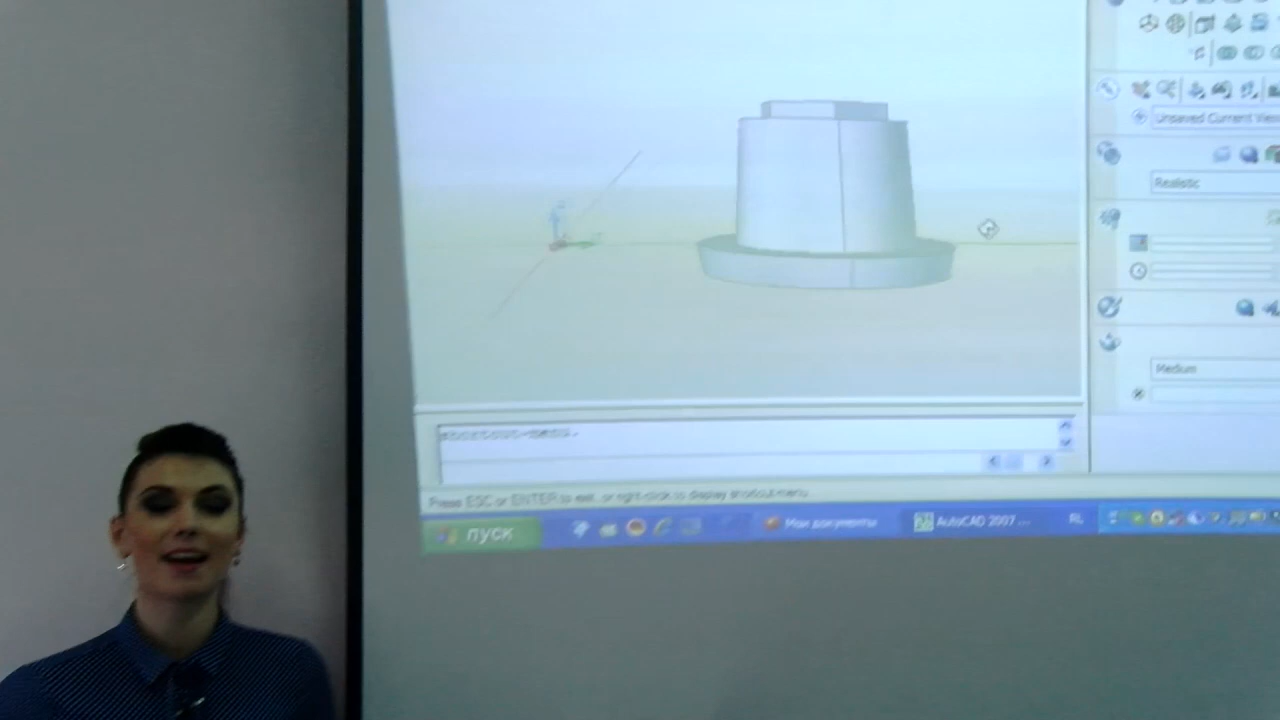 Unsaved Current View
Realistic
Medium
Press ESC or ENTER to exit, or right-click to display shortcut-menu.
пуск
Мои документы
AutoCAD 2007 ...
RL